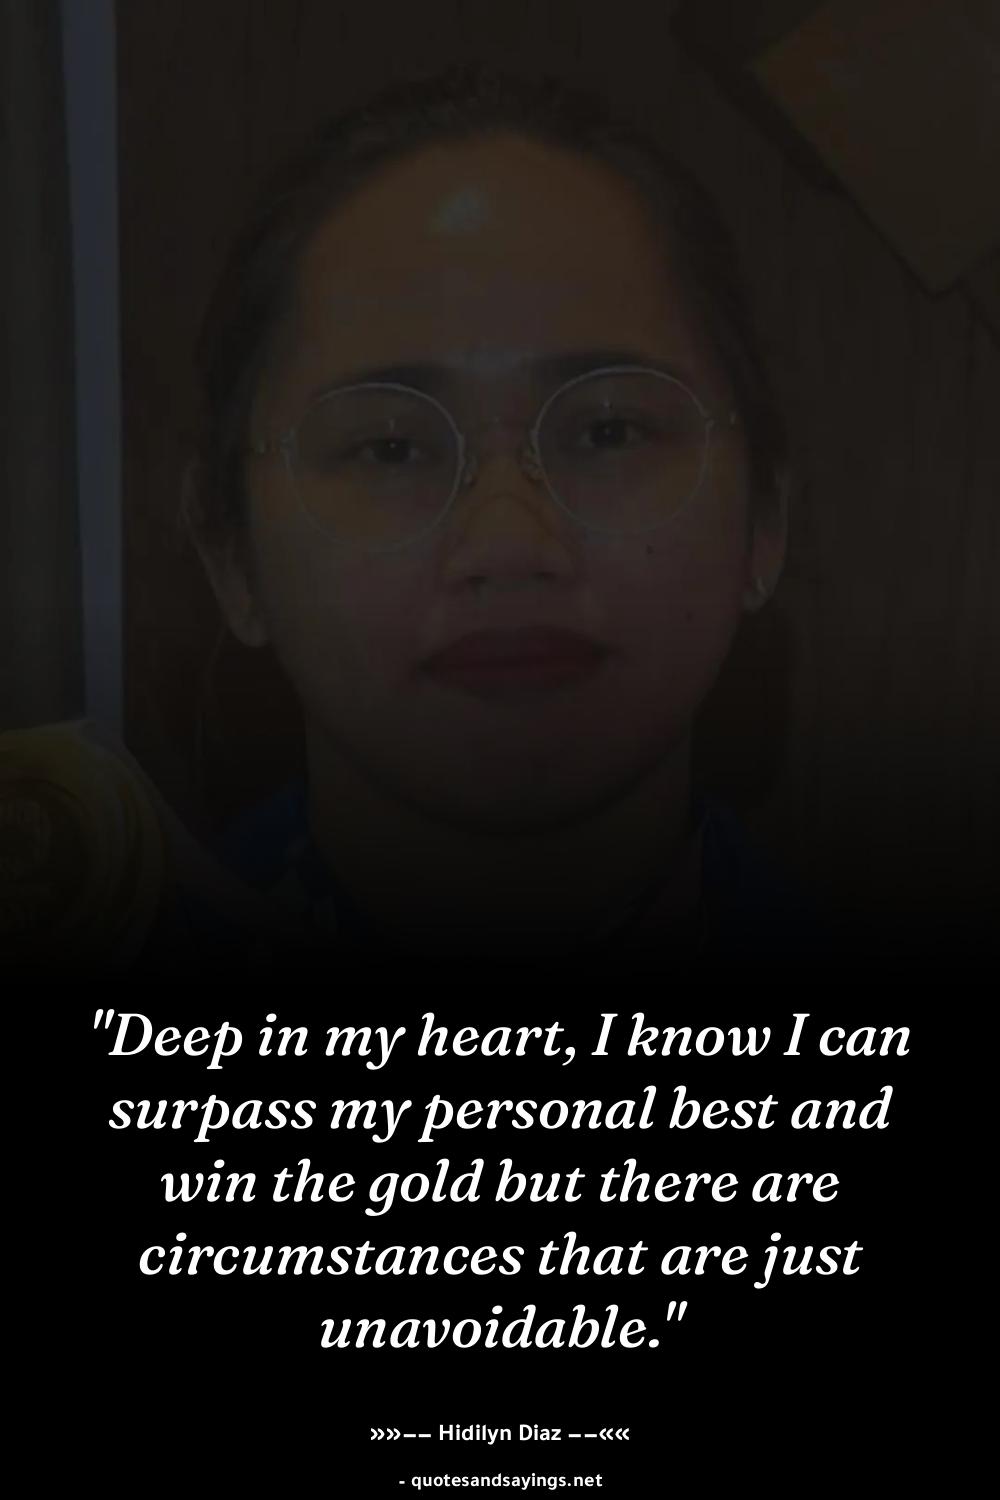 "Deep in my heart, I know I can
surpass my personal best and
win the gold but there are
circumstances that are just
unavoidable."
»»−− Hidilyn Diaz −−««
- quotesandsayings.net